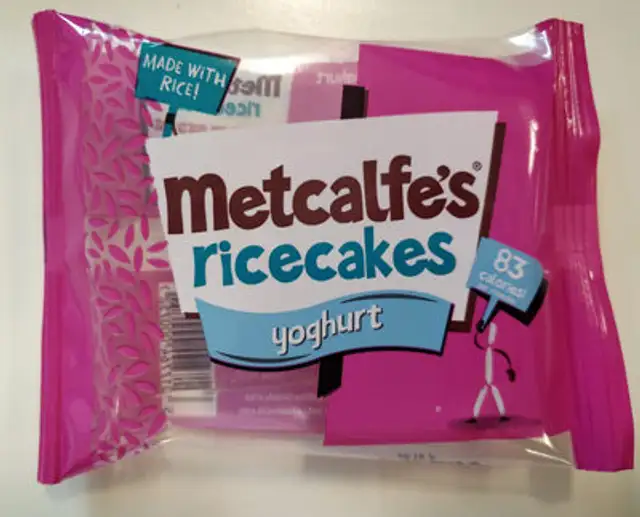 MADE WITH
RICE!
metcalfe's®
ricecakes
yoghurt
83
calories!